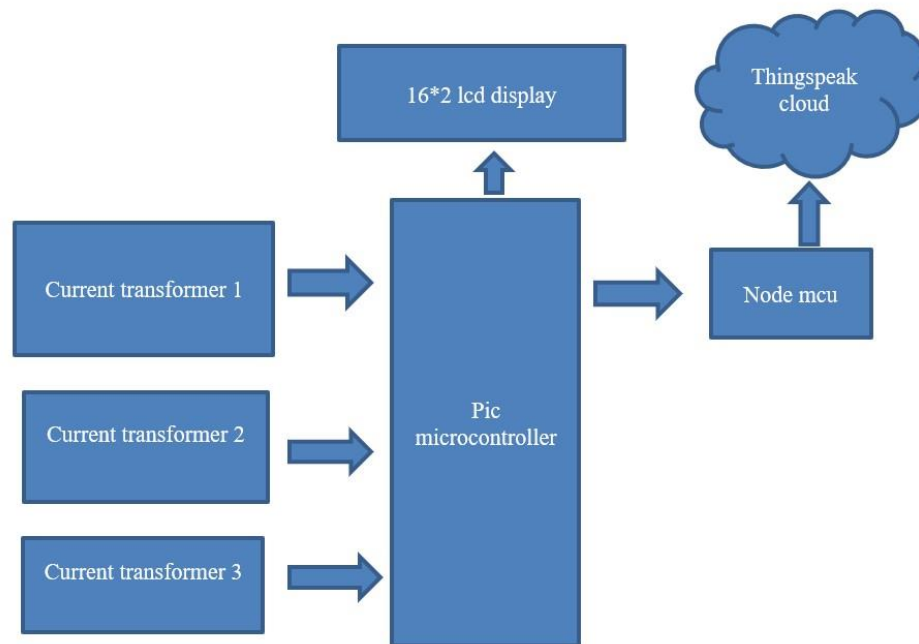 16*2 lcd display
Thingspeak
cloud
Current transformer 1
Node mcu
Pic
microcontroller
Current transformer 2
Current transformer 3